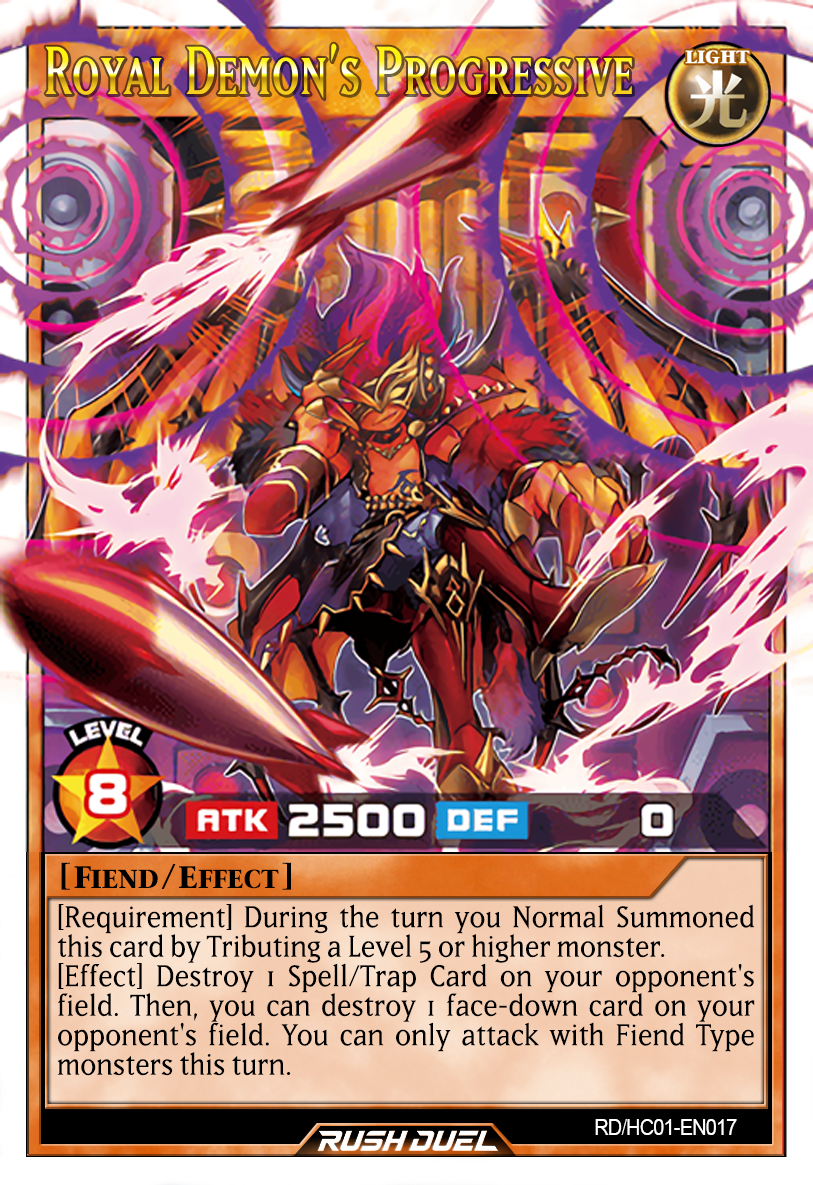 Royal Demon's Progressive
LIGHT
光
LEVEL
8
ATK 2500 DEF 0
[Fiend/Effect]
[Requirement] During the turn you Normal Summoned
this card by Tributing a Level 5 or higher monster.
[Effect] Destroy 1 Spell/Trap Card on your opponent's
field. Then, you can destroy 1 face-down card on your
opponent's field. You can only attack with Fiend Type
monsters this turn.
RD/HC01-EN017
RUSH DUEL